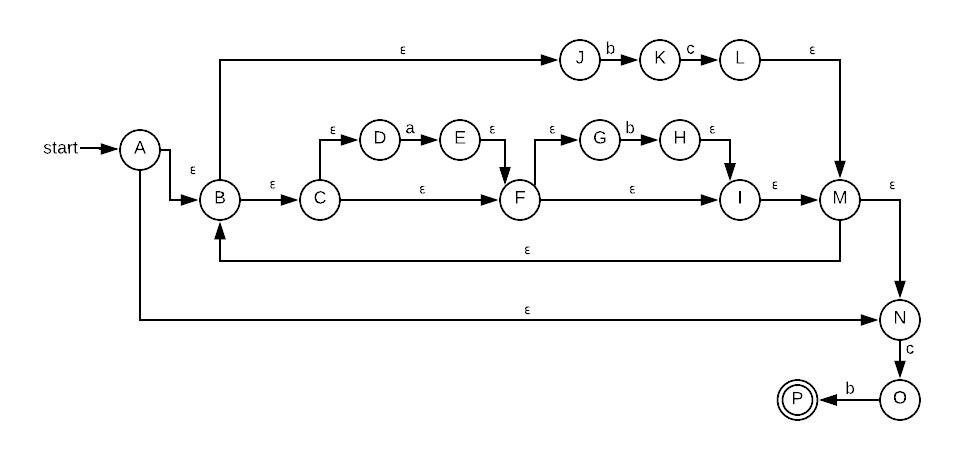 ε
J b K c L ε
ε D a E ε ε G b H ε
start A
ε B ε C ε F ε I ε M ε
ε
ε
N
c
P b O